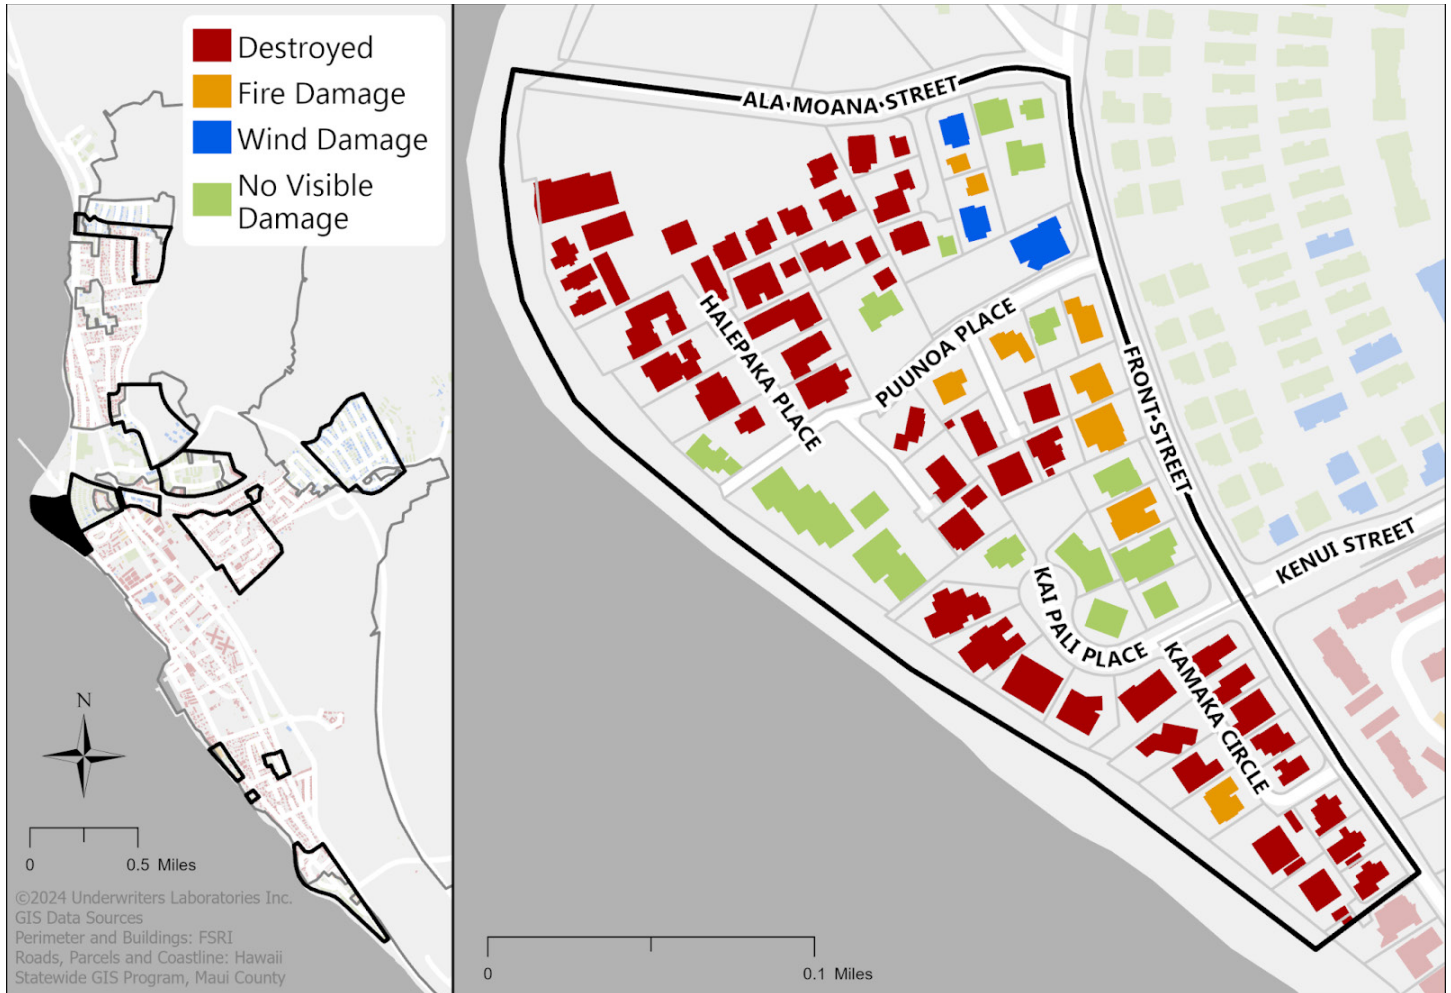 Destroyed
Fire Damage
Wind Damage
No Visible
Damage
N
0
0.5 Miles
©2024 Underwriters Laboratories Inc.
GIS Data Sources
Perimeter and Buildings: FSRI
Roads, Parcels and Coastline: Hawaii
Statewide GIS Program, Maui County
ALA MOANA STREET
HALEPAKA PLACE
PUUNOA PLACE
FRONT STREET
KENUI STREET
KAI PALI PLACE
KAMAKA CIRCLE
0
0.1 Miles